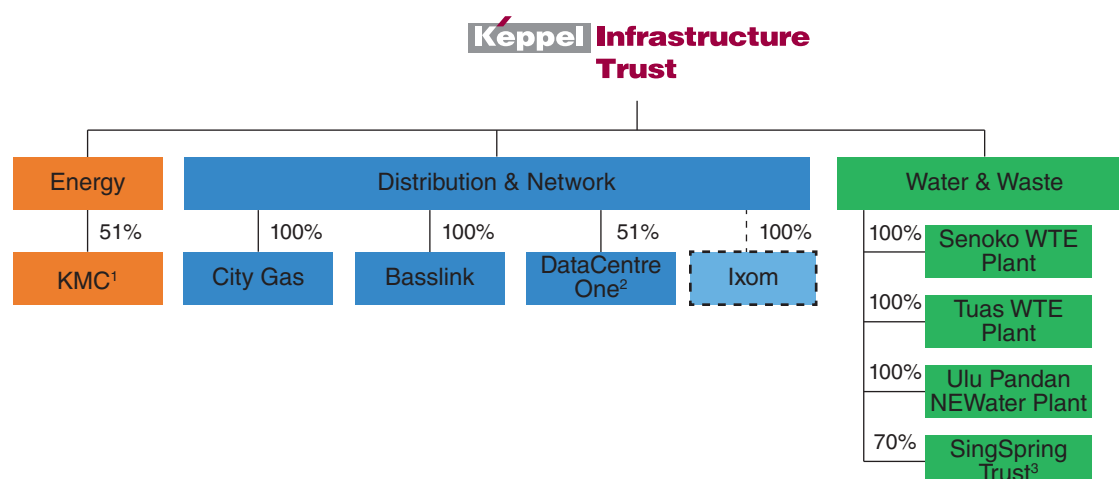 Keppel Infrastructure
Trust
Energy
Distribution & Network
Water & Waste
51%
100%
100%
51%
100%
KMC¹
City Gas
Basslink
DataCentre
One²
Ixom
100%
Senoko WTE
Plant
100%
Tuas WTE
Plant
100%
Ulu Pandan
NEWater Plant
70%
SingSpring
Trust³